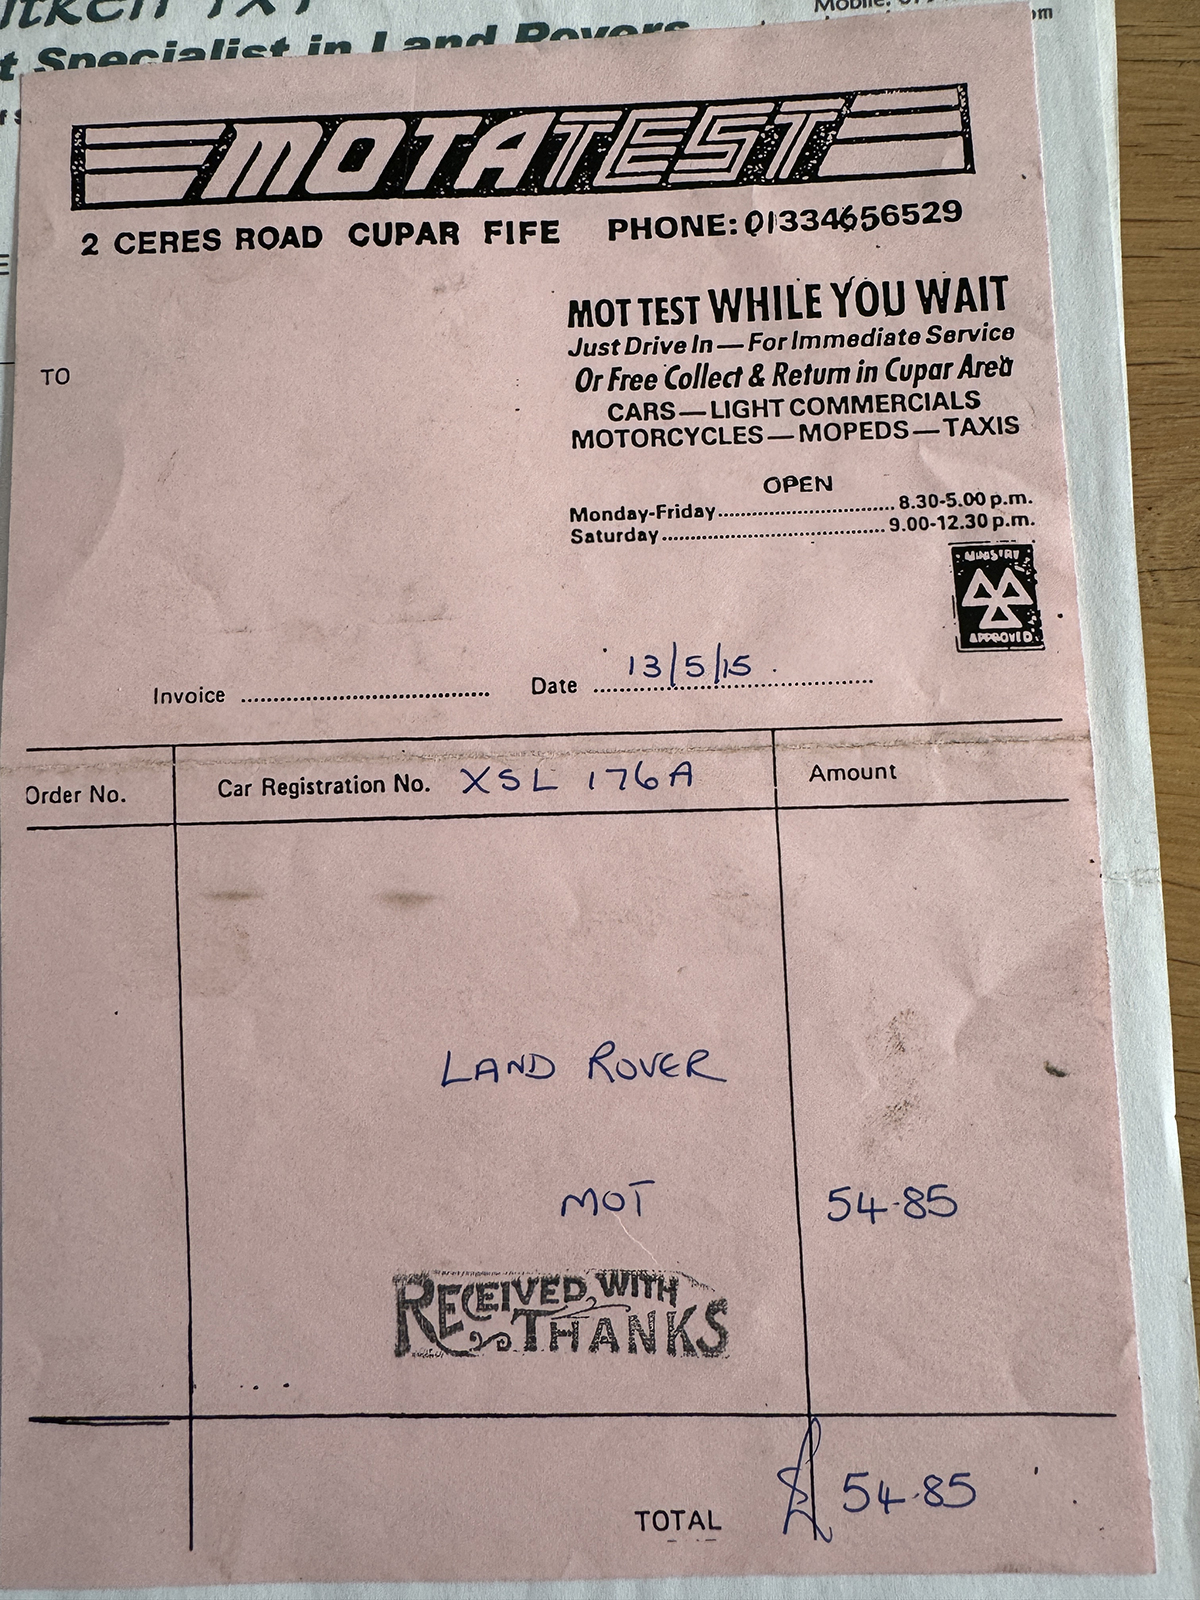 t Specialist in Land Rovers
MOTATEST
2 CERES ROAD CUPAR FIFE PHONE: 01334656529
MOT TEST WHILE YOU WAIT
Just Drive In — For Immediate Service
Or Free Collect & Return in Cupar Area
TO
CARS — LIGHT COMMERCIALS
MOTORCYCLES — MOPEDS — TAXIS
OPEN
Monday-Friday 8.30-5.00 p.m.
Saturday 9.00-12.30 p.m.
MINISTRY
APPROVED
Invoice Date 13/5/15
Order No. Car Registration No. XSL 176A Amount
LAND ROVER
MOT 54-85
RECEIVED WITH
THANKS
TOTAL £ 54-85